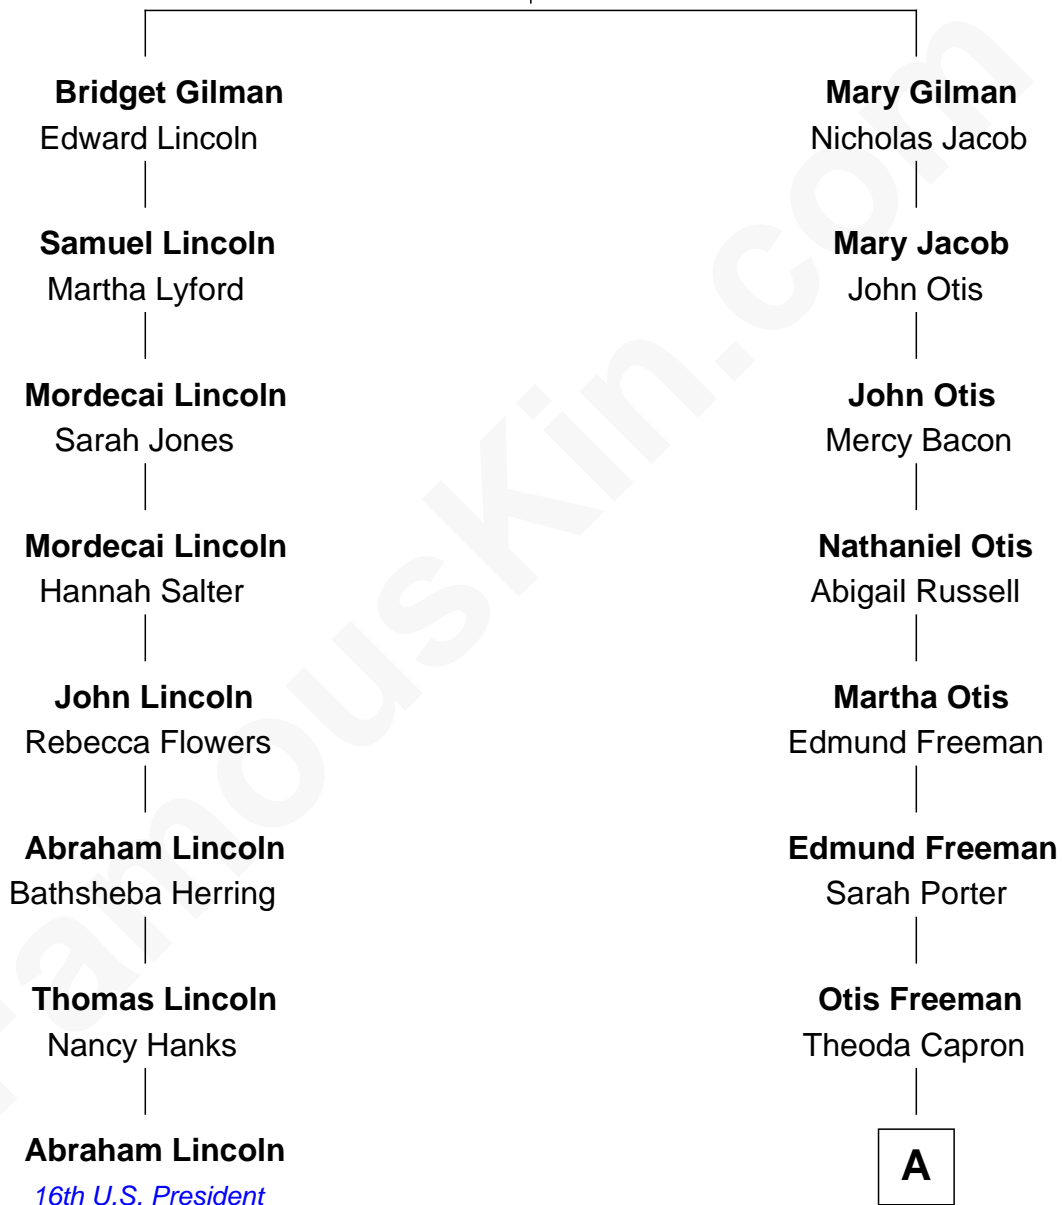 Bridget Gilman
Edward Lincoln
Samuel Lincoln
Martha Lyford
Mordecai Lincoln
Sarah Jones
Mordecai Lincoln
Hannah Salter
John Lincoln
Rebecca Flowers
Abraham Lincoln
Bathsheba Herring
Thomas Lincoln
Nancy Hanks
Abraham Lincoln
16th U.S. President
Mary Gilman
Nicholas Jacob
Mary Jacob
John Otis
John Otis
Mercy Bacon
Nathaniel Otis
Abigail Russell
Martha Otis
Edmund Freeman
Edmund Freeman
Sarah Porter
Otis Freeman
Theoda Capron
A
FamousKin.com